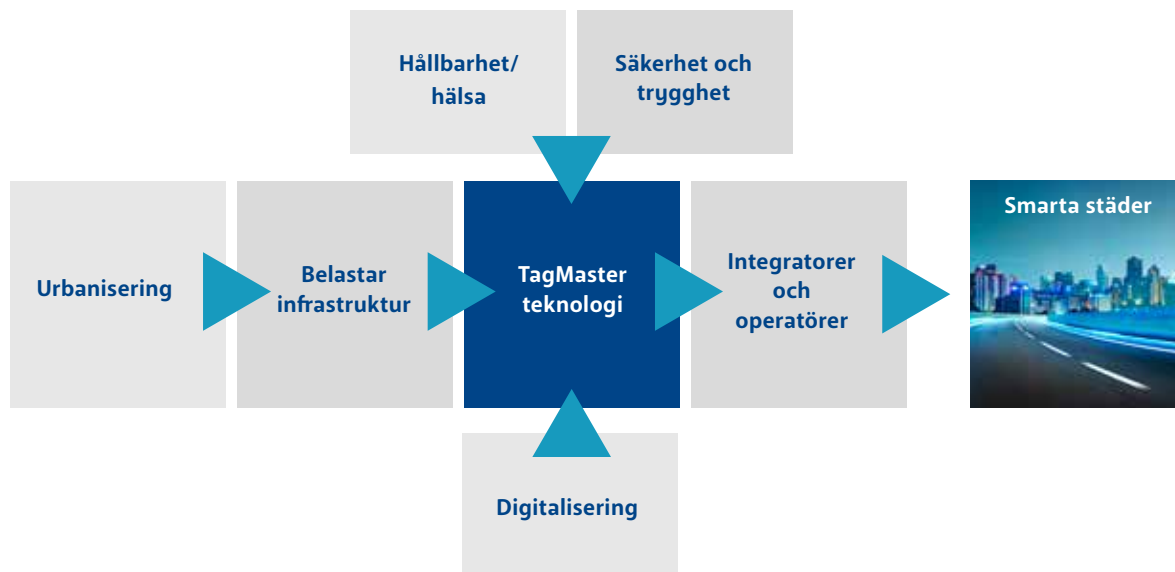 Hållbarhet/
hälsa
Säkerhet och
trygghet
Urbanisering
Belastar
infrastruktur
TagMaster
teknologi
Integratorer
och
operatörer
Smarta städer
Digitalisering